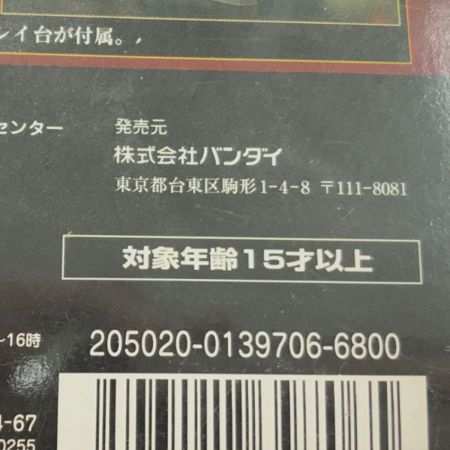 レイ台が付属。
センター
発売元
株式会社バンダイ
東京都台東区駒形1-4-8 〒111-8081
対象年齢15才以上
~16時
205020-0139706-6800
4-67
0255